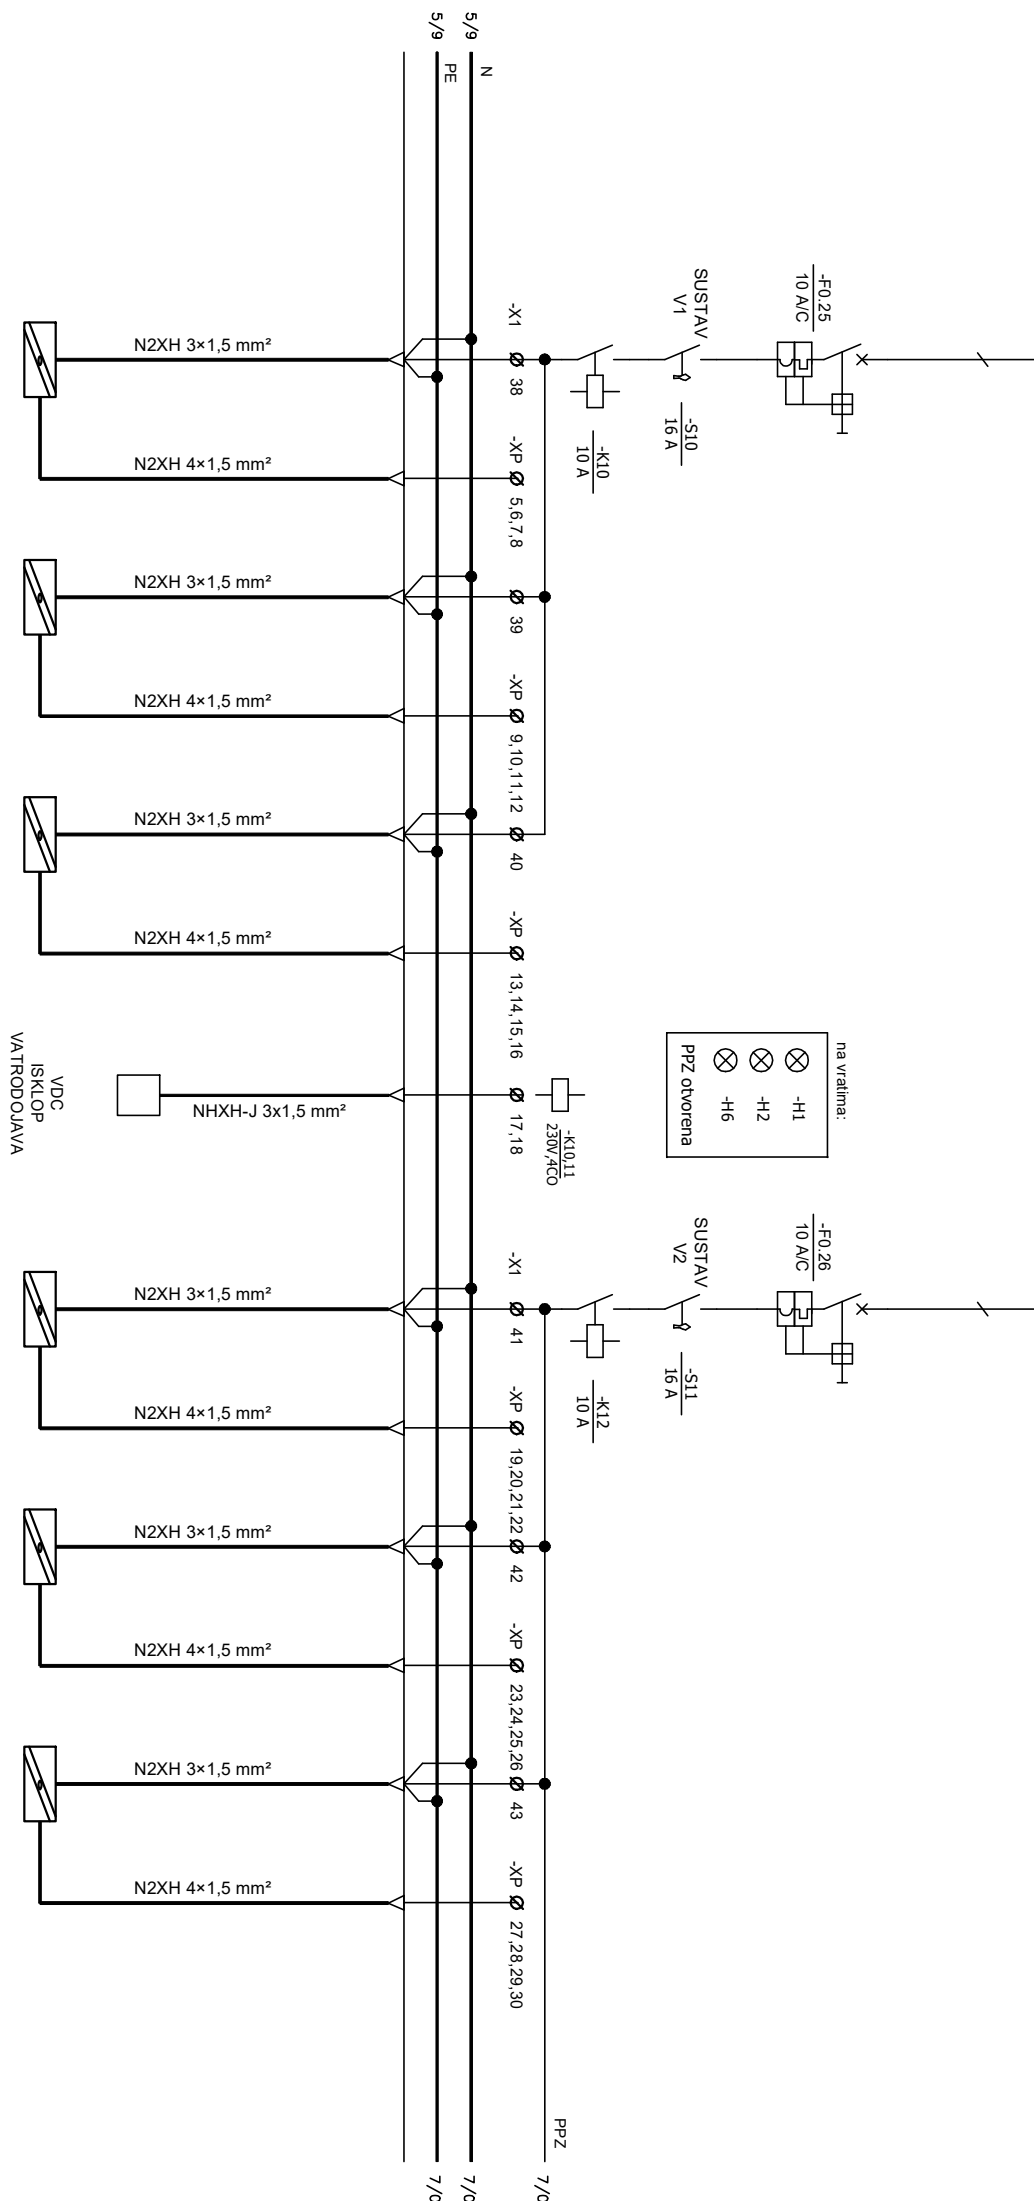 5/9
5/9
N
PE
-F0.25
10 A/C
SUSTAV
V1
-S10
16 A
-K10
10 A
-X1
38
N2XH 3×1,5 mm²
-XP
5,6,7,8
N2XH 4×1,5 mm²
39
N2XH 3×1,5 mm²
-XP
9,10,11,12
N2XH 4×1,5 mm²
40
N2XH 3×1,5 mm²
-XP
13,14,15,16
N2XH 4×1,5 mm²
na vratima:
-H1
-H2
-H6
PPZ otvorena
-K10,11
230V,4CO
17,18
NHXH-J 3x1,5 mm²
VDC
ISKLOP
VATRODOJAVA
-F0.26
10 A/C
SUSTAV
V2
-S11
16 A
-K12
10 A
-X1
41
N2XH 3×1,5 mm²
-XP
19,20,21,22
N2XH 4×1,5 mm²
42
N2XH 3×1,5 mm²
-XP
23,24,25,26
N2XH 4×1,5 mm²
43
N2XH 3×1,5 mm²
-XP
27,28,29,30
N2XH 4×1,5 mm²
PPZ
7/0
7/0
7/0